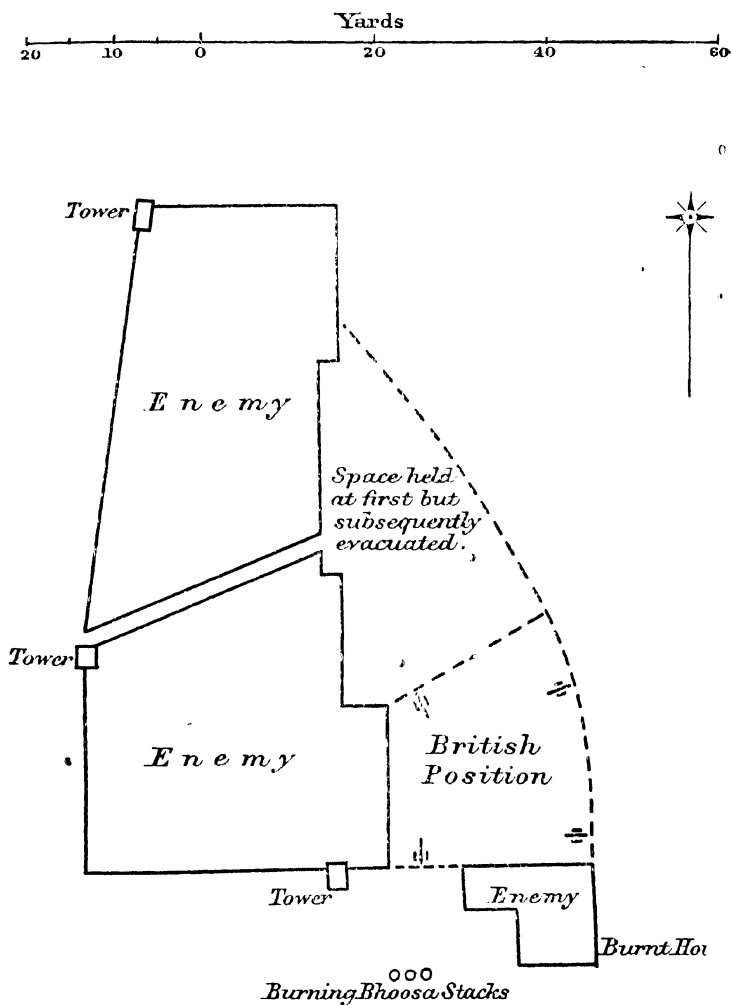 Yards
20 10 0 20 40 60
Tower
Enemy
Space held
at first but
subsequently
evacuated.
Tower
Enemy
British
Position
Tower
Enemy
Burning Bhoosa Stacks
Burnt